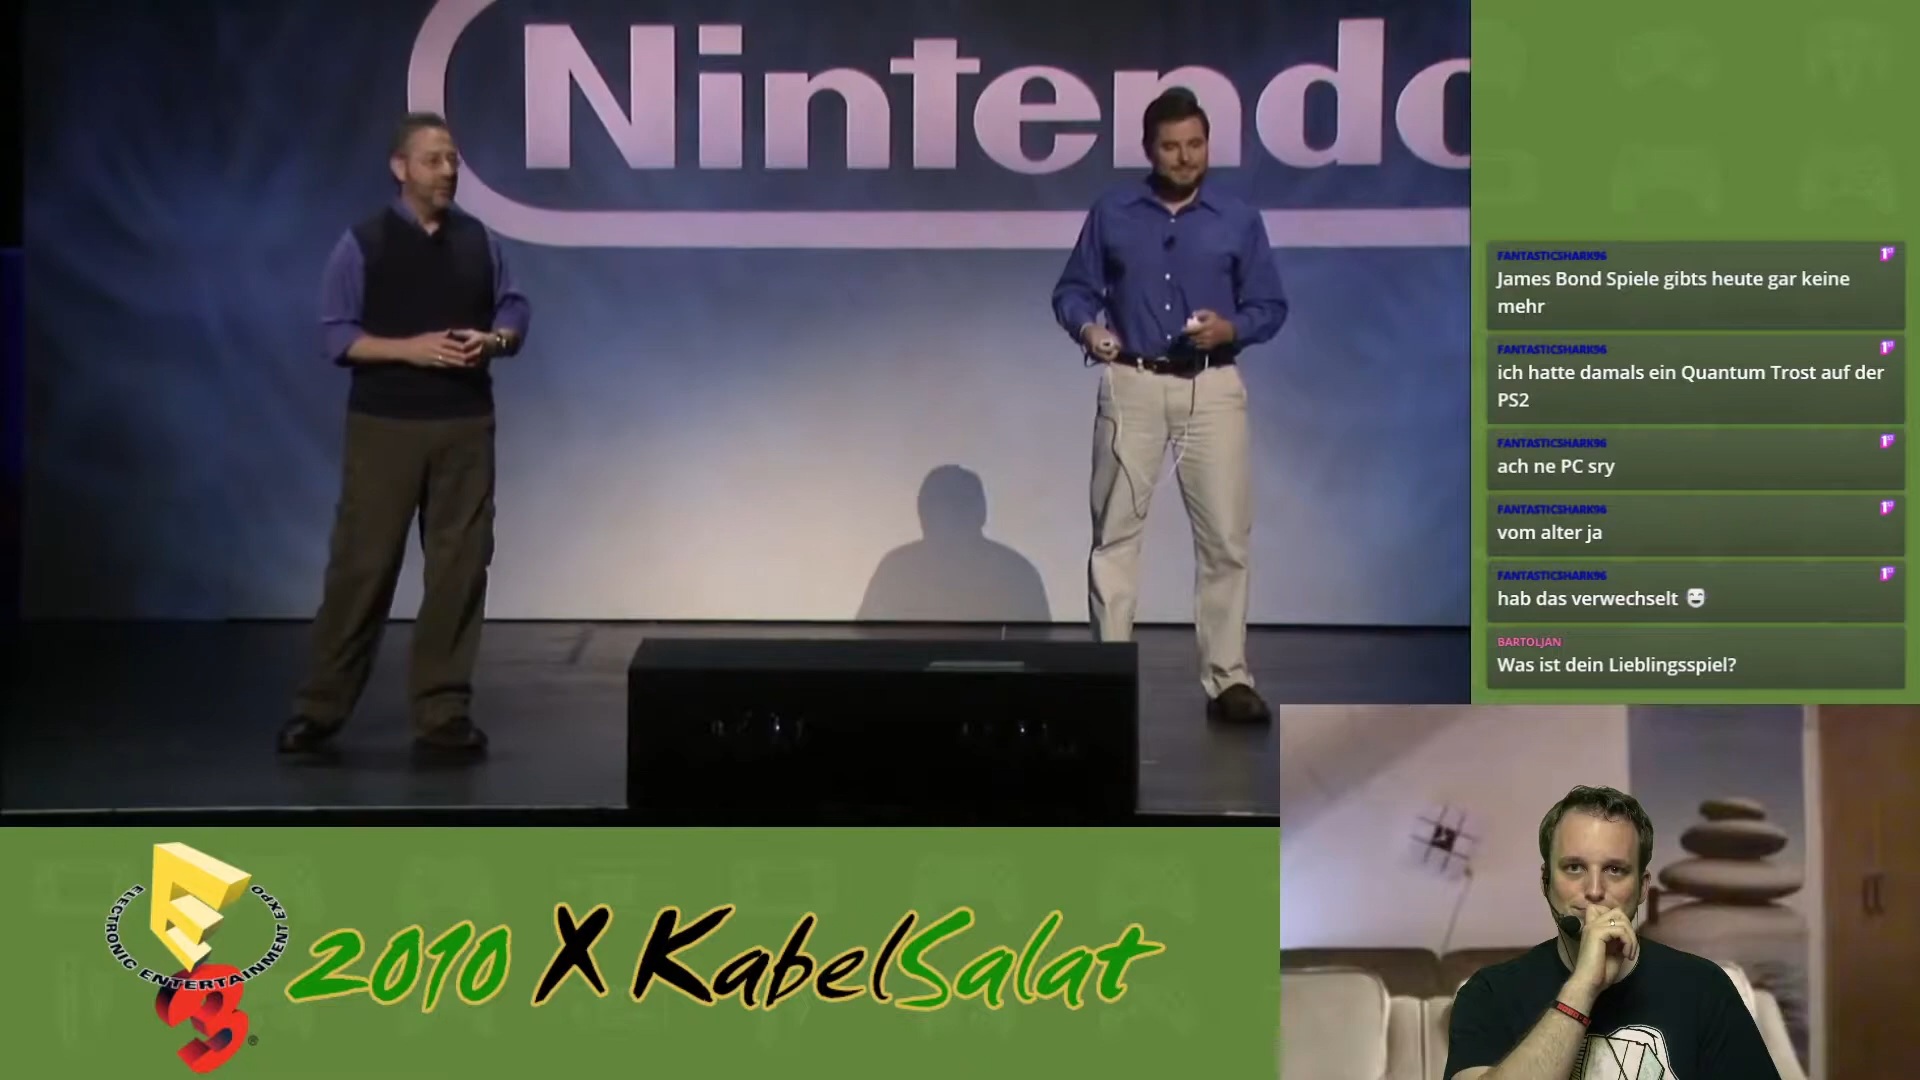 Nintendo
FANTASTICSHARK96
James Bond Spiele gibts heute gar keine
mehr
FANTASTICSHARK96
ich hatte damals ein Quantum Trost auf der
PS2
FANTASTICSHARK96
ach ne PC sry
FANTASTICSHARK96
vom alter ja
FANTASTICSHARK96
hab das verwechselt
BARTOLJAN
Was ist dein Lieblingsspiel?
E3
ELECTRONIC ENTERTAINMENT EXPO
®
2010 X KabelSalat